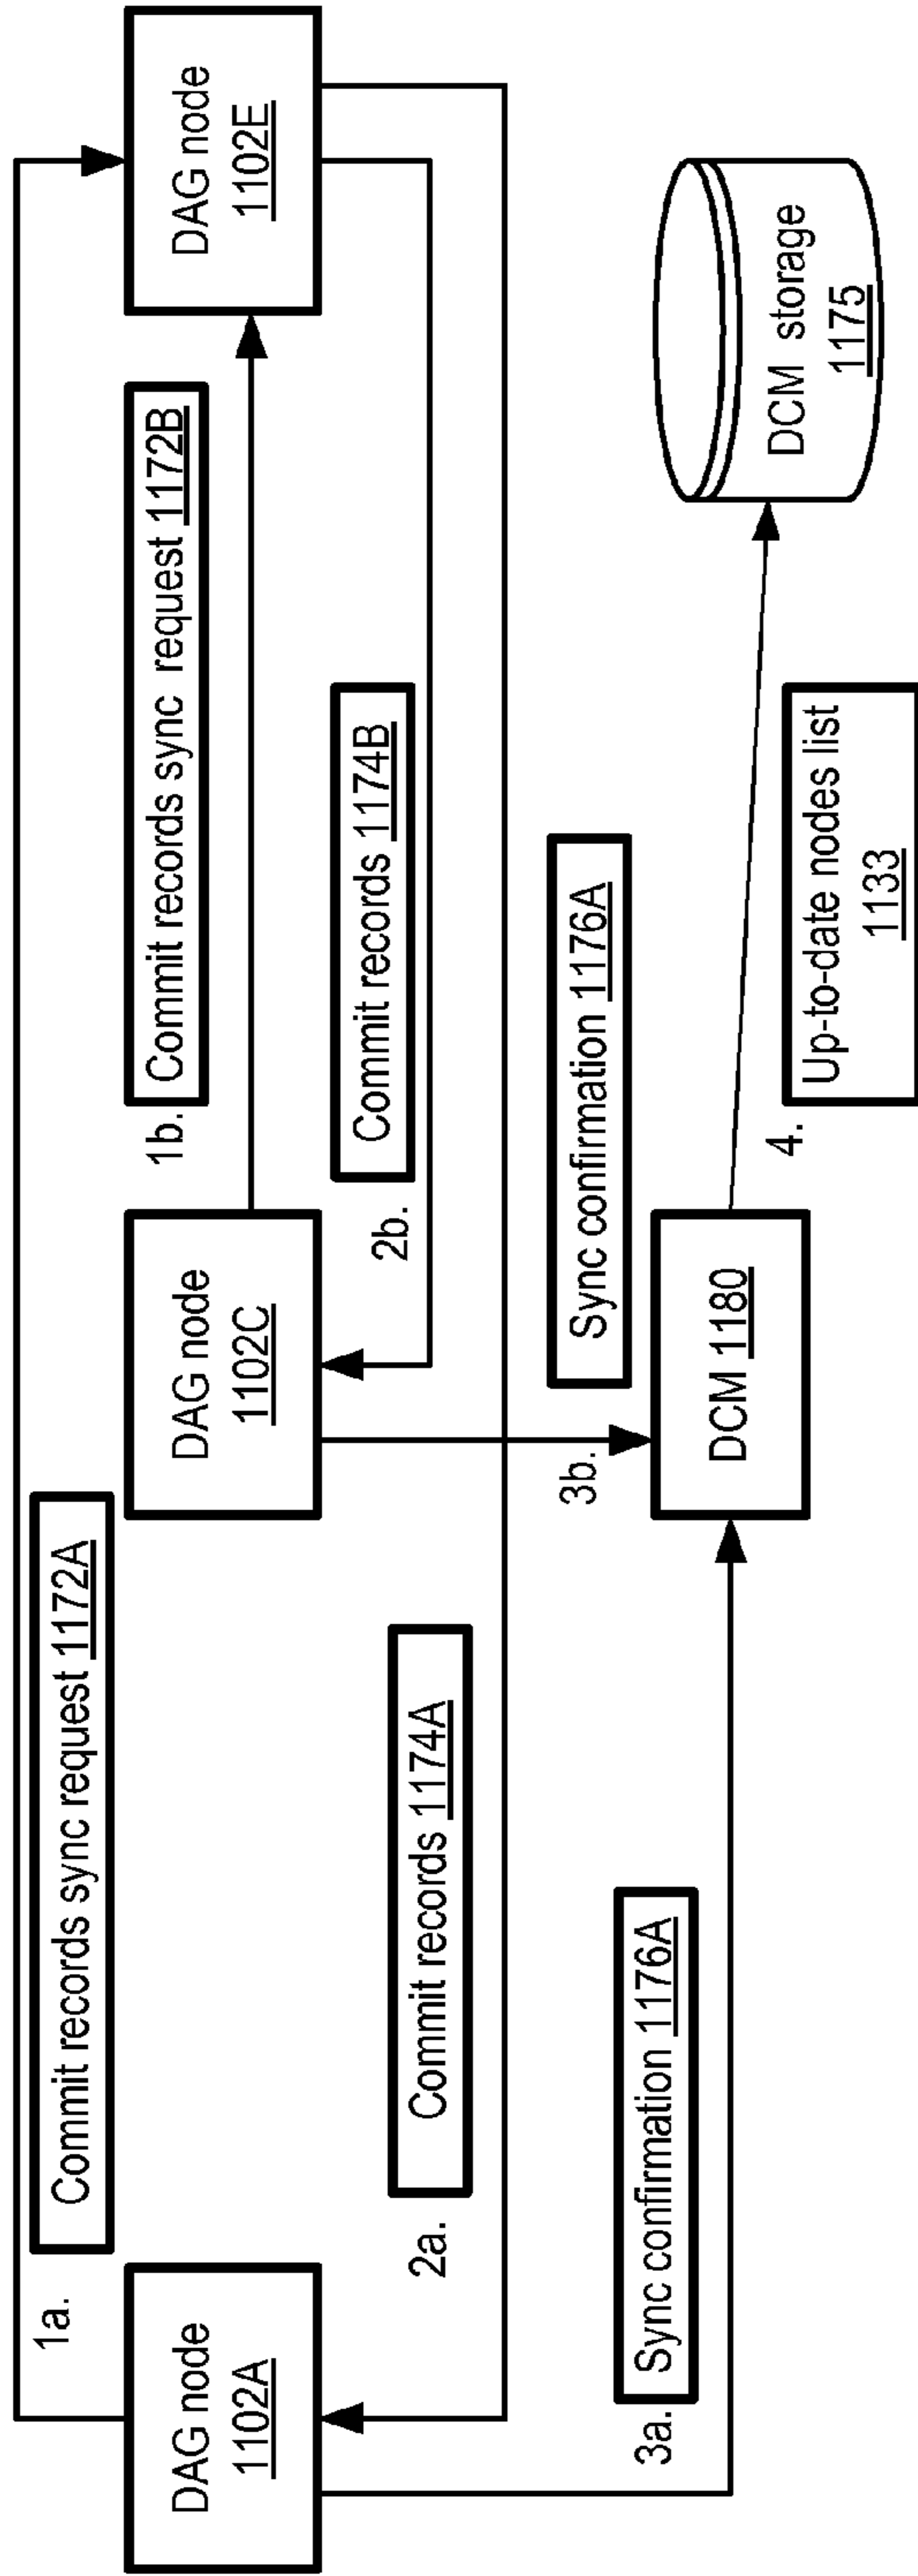 1a.
Commit records sync request 1172A
DAG node
1102A
DAG node
1102C
1b.
Commit records sync request 1172B
DAG node
1102E
2a.
Commit records 1174A
2b.
Commit records 1174B
3a.
Sync confirmation 1176A
3b.
Sync confirmation 1176A
DCM 1180
4.
Up-to-date nodes list
1133
DCM storage
1175